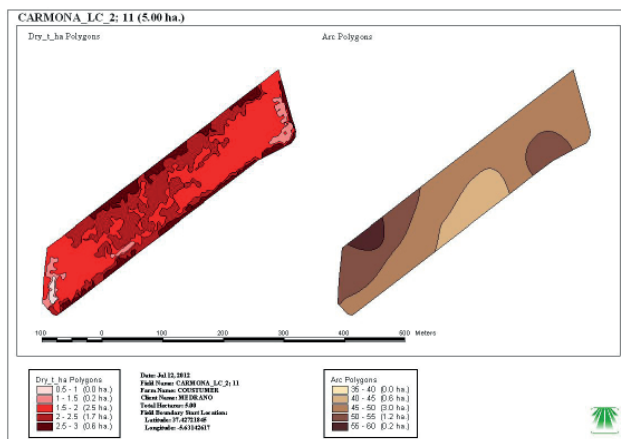 CARMONA_LC_2; 11 (5.00 ha.)
Dry_t_ha Polygons
Arc Polygons
100 0 100 200 300 400 500 Meters
Dry_t_ha Polygons
0.5 - 1 (0.0 ha.)
1 - 1.5 (0.2 ha.)
1.5 - 2 (2.5 ha.)
2 - 2.5 (1.7 ha.)
2.5 - 3 (0.6 ha.)
Date: Jul 12, 2012
Field Name: CARMONA_LC_2; 11
Farm Name: COUSTUMER
Client Name: MEDRANO
Total Hectares: 5.00
Field Boundary Start Location:
Latitude: 37.42721845
Longitude: -5.63142617
Arc Polygons
35 - 40 (0.0 ha.)
40 - 45 (0.6 ha.)
45 - 50 (3.0 ha.)
50 - 55 (1.2 ha.)
55 - 60 (0.2 ha.)